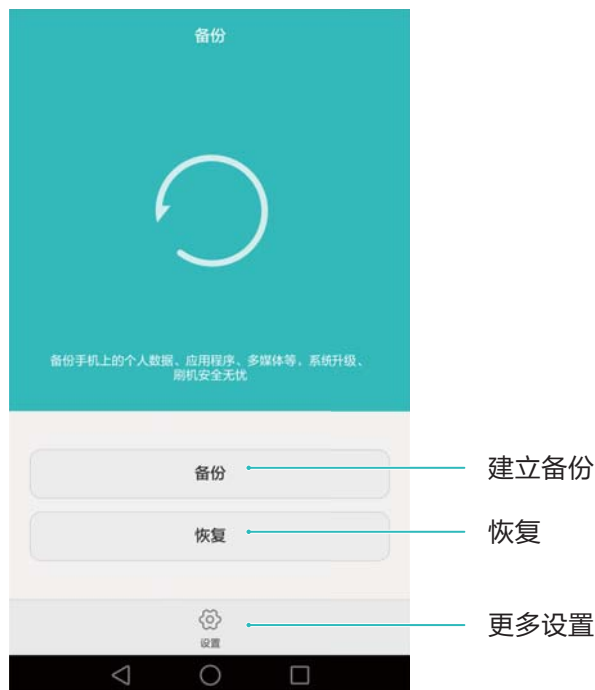 备份
备份手机上的个人数据、应用程序、多媒体等，系统升级、
刷机安全无忧
备份
建立备份
恢复
恢复
设置
更多设置